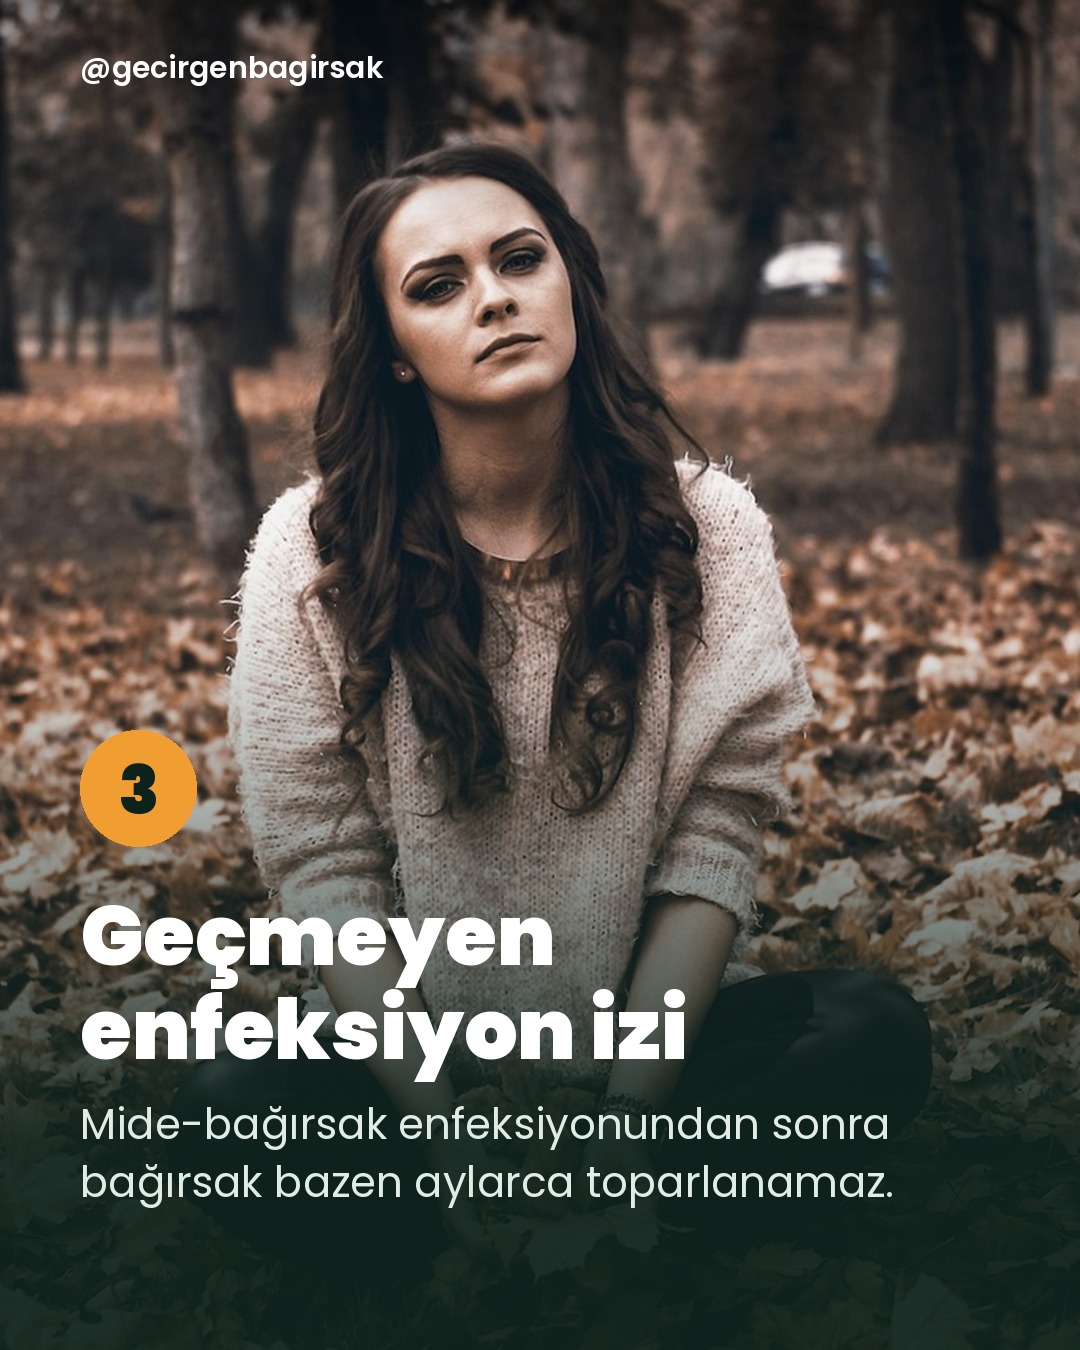 @gecirgenbagirsak
3
Geçmeyen
enfeksiyon izi
Mide-bağırsak enfeksiyonundan sonra
bağırsak bazen aylarca toparlanamaz.